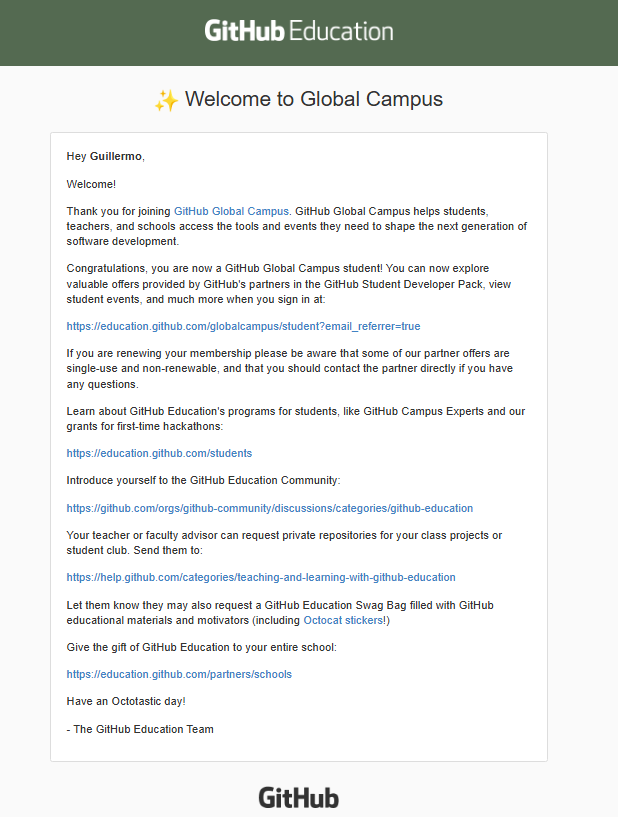 GitHub Education
✨ Welcome to Global Campus
Hey Guillermo,
Welcome!
Thank you for joining GitHub Global Campus. GitHub Global Campus helps students,
teachers, and schools access the tools and events they need to shape the next generation of
software development.
Congratulations, you are now a GitHub Global Campus student! You can now explore
valuable offers provided by GitHub's partners in the GitHub Student Developer Pack, view
student events, and much more when you sign in at:
https://education.github.com/globalcampus/student?email_referrer=true
If you are renewing your membership please be aware that some of our partner offers are
single-use and non-renewable, and that you should contact the partner directly if you have
any questions.
Learn about GitHub Education's programs for students, like GitHub Campus Experts and our
grants for first-time hackathons:
https://education.github.com/students
Introduce yourself to the GitHub Education Community:
https://github.com/orgs/github-community/discussions/categories/github-education
Your teacher or faculty advisor can request private repositories for your class projects or
student club. Send them to:
https://help.github.com/categories/teaching-and-learning-with-github-education
Let them know they may also request a GitHub Education Swag Bag filled with GitHub
educational materials and motivators (including Octocat stickers!)
Give the gift of GitHub Education to your entire school:
https://education.github.com/partners/schools
Have an Octotastic day!
- The GitHub Education Team
GitHub